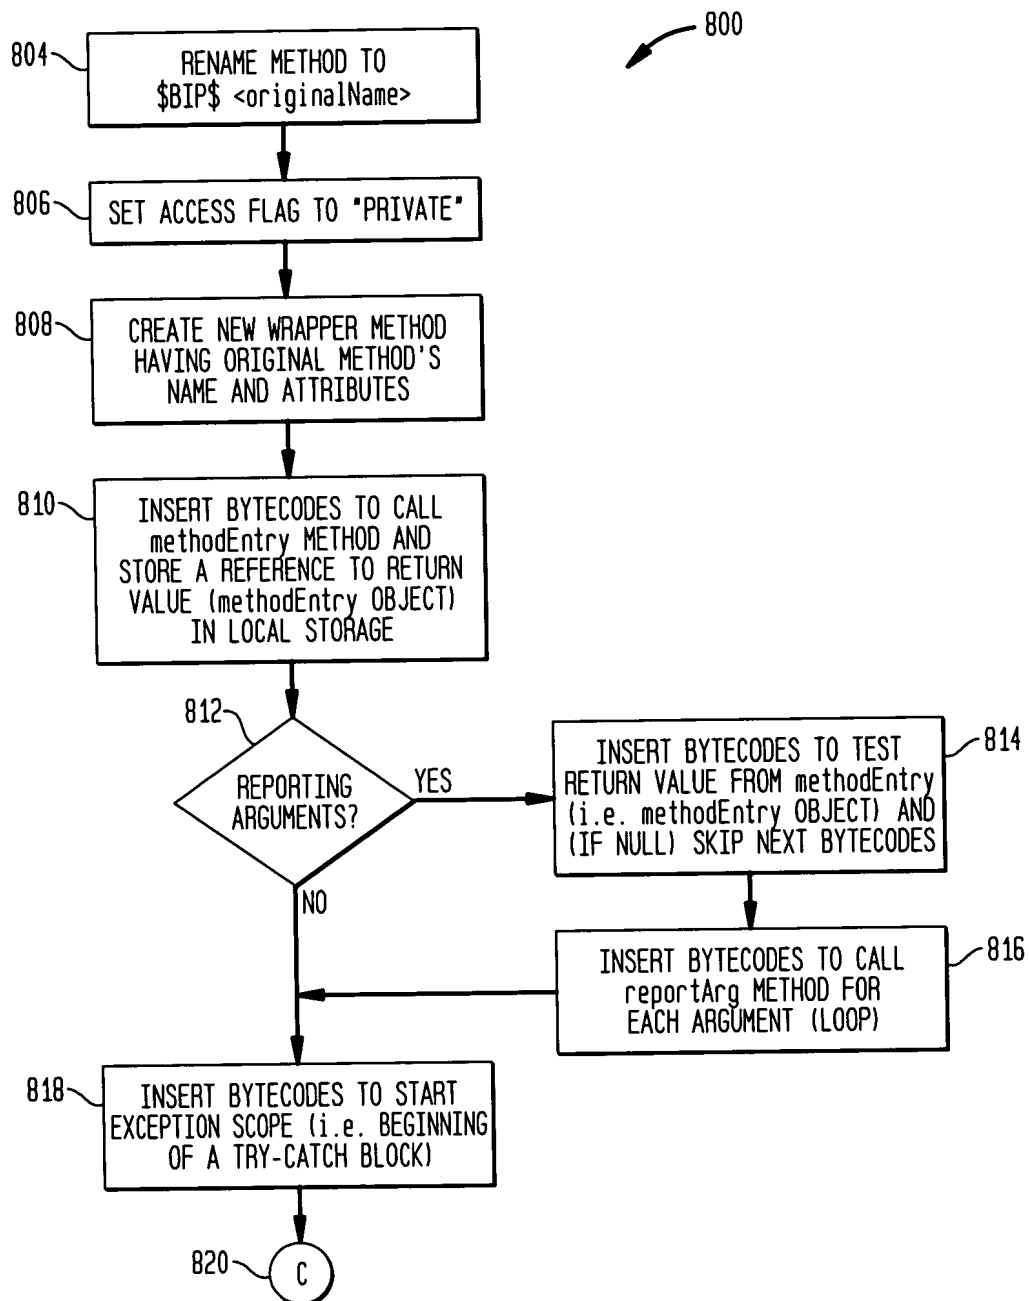 800
804
RENAME METHOD TO
$BIP$ <originalName>
806
SET ACCESS FLAG TO "PRIVATE"
808
CREATE NEW WRAPPER METHOD
HAVING ORIGINAL METHOD'S
NAME AND ATTRIBUTES
810
INSERT BYTECODES TO CALL
methodEntry METHOD AND
STORE A REFERENCE TO RETURN
VALUE (methodEntry OBJECT)
IN LOCAL STORAGE
812
REPORTING
ARGUMENTS?
YES
NO
814
INSERT BYTECODES TO TEST
RETURN VALUE FROM methodEntry
(i.e. methodEntry OBJECT) AND
(IF NULL) SKIP NEXT BYTECODES
816
INSERT BYTECODES TO CALL
reportArg METHOD FOR
EACH ARGUMENT (LOOP)
818
INSERT BYTECODES TO START
EXCEPTION SCOPE (i.e. BEGINNING
OF A TRY-CATCH BLOCK)
820
C